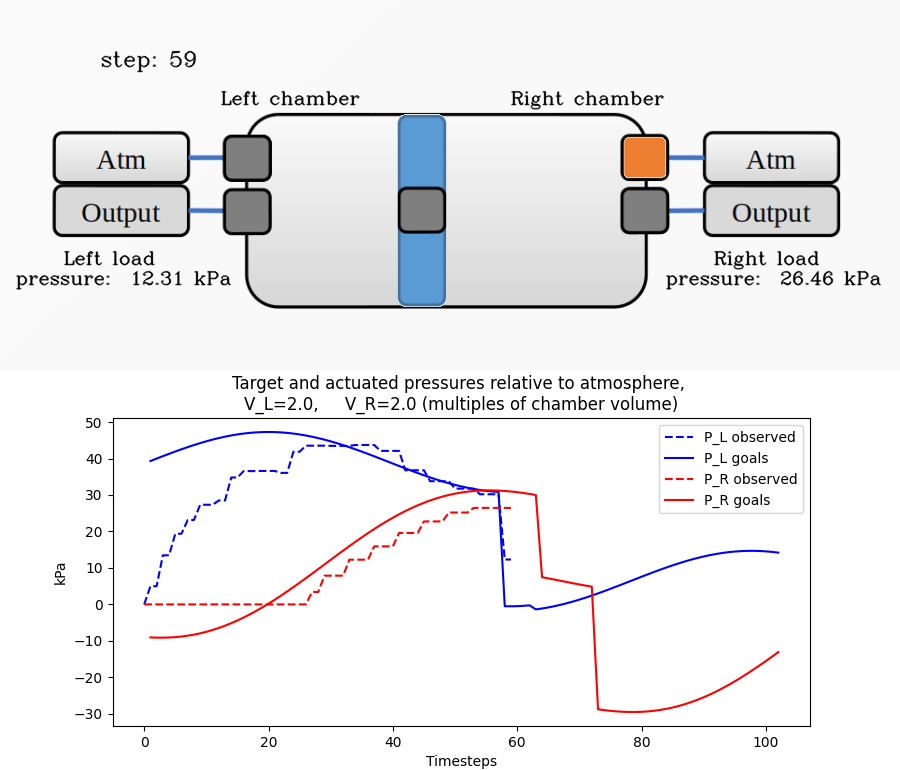 step: 59
Left chamber
Right chamber
Atm
Atm
Output
Output
Left load
pressure: 12.31 kPa
Right load
pressure: 26.46 kPa
Target and actuated pressures relative to atmosphere,
V_L=2.0, V_R=2.0 (multiples of chamber volume)
50
40
30
20
10
0
−10
−20
−30
kPa
P_L observed
P_L goals
P_R observed
P_R goals
0 20 40 60 80 100
Timesteps